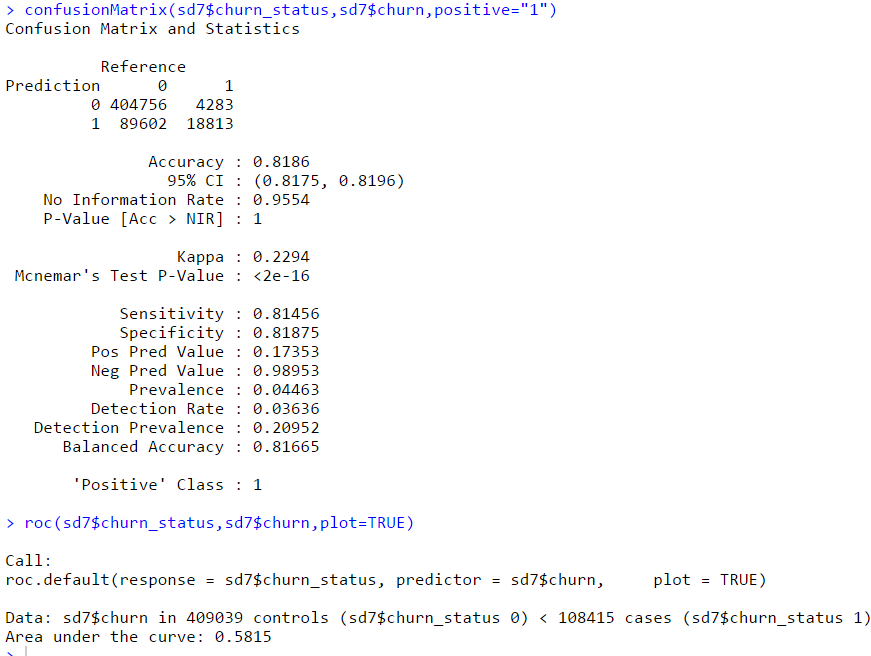 > confusionMatrix(sd7$churn_status,sd7$churn,positive="1")
Confusion Matrix and Statistics
Reference
Prediction 0 1
0 404756 4283
1 89602 18813
Accuracy : 0.8186
95% CI : (0.8175, 0.8196)
No Information Rate : 0.9554
P-Value [Acc > NIR] : 1
Kappa : 0.2294
Mcnemar's Test P-Value : <2e-16
Sensitivity : 0.81456
Specificity : 0.81875
Pos Pred Value : 0.17353
Neg Pred Value : 0.98953
Prevalence : 0.04463
Detection Rate : 0.03636
Detection Prevalence : 0.20952
Balanced Accuracy : 0.81665
'Positive' Class : 1
> roc(sd7$churn_status,sd7$churn,plot=TRUE)
Call:
roc.default(response = sd7$churn_status, predictor = sd7$churn, plot = TRUE)
Data: sd7$churn in 409039 controls (sd7$churn_status 0) < 108415 cases (sd7$churn_status 1)
Area under the curve: 0.5815
>